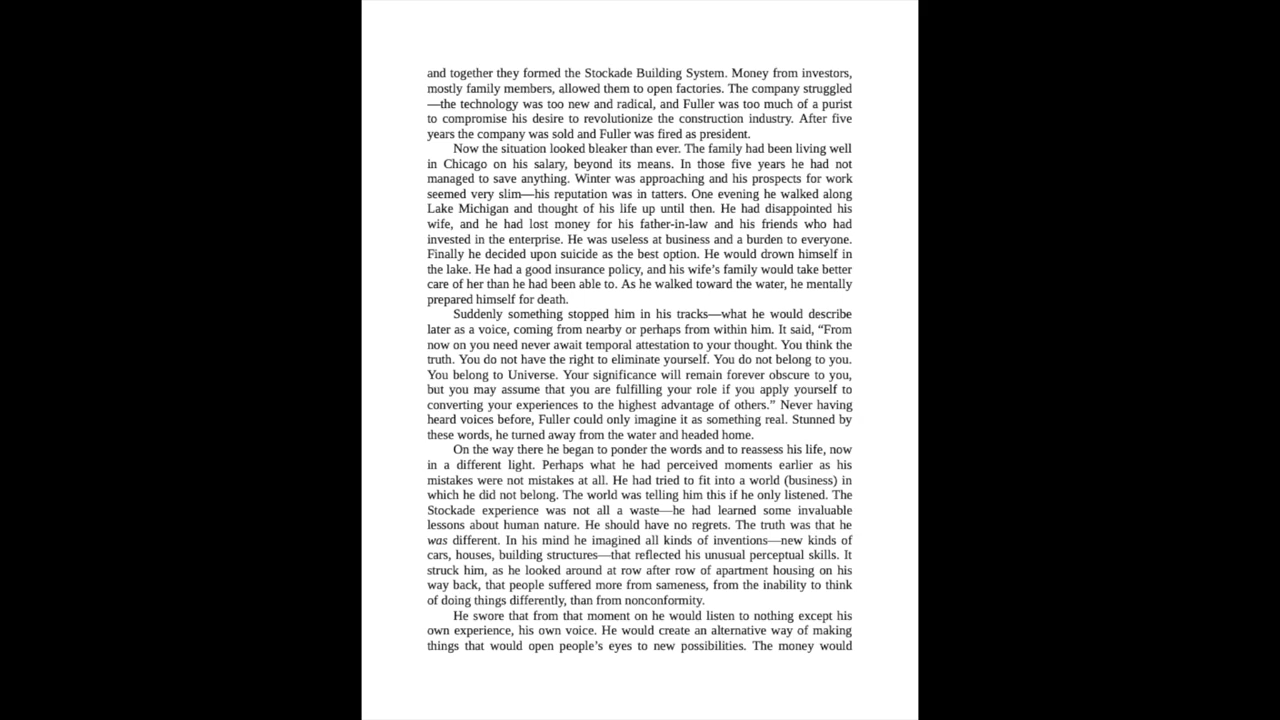 and together they formed the Stockade Building System. Money from investors,
mostly family members, allowed them to open factories. The company struggled
—the technology was too new and radical, and Fuller was too much of a purist
to compromise his desire to revolutionize the construction industry. After five
years the company was sold and Fuller was fired as president.
Now the situation looked bleaker than ever. The family had been living well
in Chicago on his salary, beyond its means. In those five years he had not
managed to save anything. Winter was approaching and his prospects for work
seemed very slim—his reputation was in tatters. One evening he walked along
Lake Michigan and thought of his life up until then. He had disappointed his
wife, and he had lost money for his father-in-law and his friends who had
invested in the enterprise. He was useless at business and a burden to everyone.
Finally he decided upon suicide as the best option. He would drown himself in
the lake. He had a good insurance policy, and his wife’s family would take better
care of her than he had been able to. As he walked toward the water, he mentally
prepared himself for death.
Suddenly something stopped him in his tracks—what he would describe
later as a voice, coming from nearby or perhaps from within him. It said, “From
now on you need never await temporal attestation to your thought. You think the
truth. You do not have the right to eliminate yourself. You do not belong to you.
You belong to Universe. Your significance will remain forever obscure to you,
but you may assume that you are fulfilling your role if you apply yourself to
converting your experiences to the highest advantage of others.” Never having
heard voices before, Fuller could only imagine it as something real. Stunned by
these words, he turned away from the water and headed home.
On the way there he began to ponder the words and to reassess his life, now
in a different light. Perhaps what he had perceived moments earlier as his
mistakes were not mistakes at all. He had tried to fit into a world (business) in
which he did not belong. The world was telling him this if he only listened. The
Stockade experience was not all a waste—he had learned some invaluable
lessons about human nature. He should have no regrets. The truth was that he
was different. In his mind he imagined all kinds of inventions—new kinds of
cars, houses, building structures—that reflected his unusual perceptual skills. It
struck him, as he looked around at row after row of apartment housing on his
way back, that people suffered more from sameness, from the inability to think
of doing things differently, than from nonconformity.
He swore that from that moment on he would listen to nothing except his
own experience, his own voice. He would create an alternative way of making
things that would open people’s eyes to new possibilities. The money would